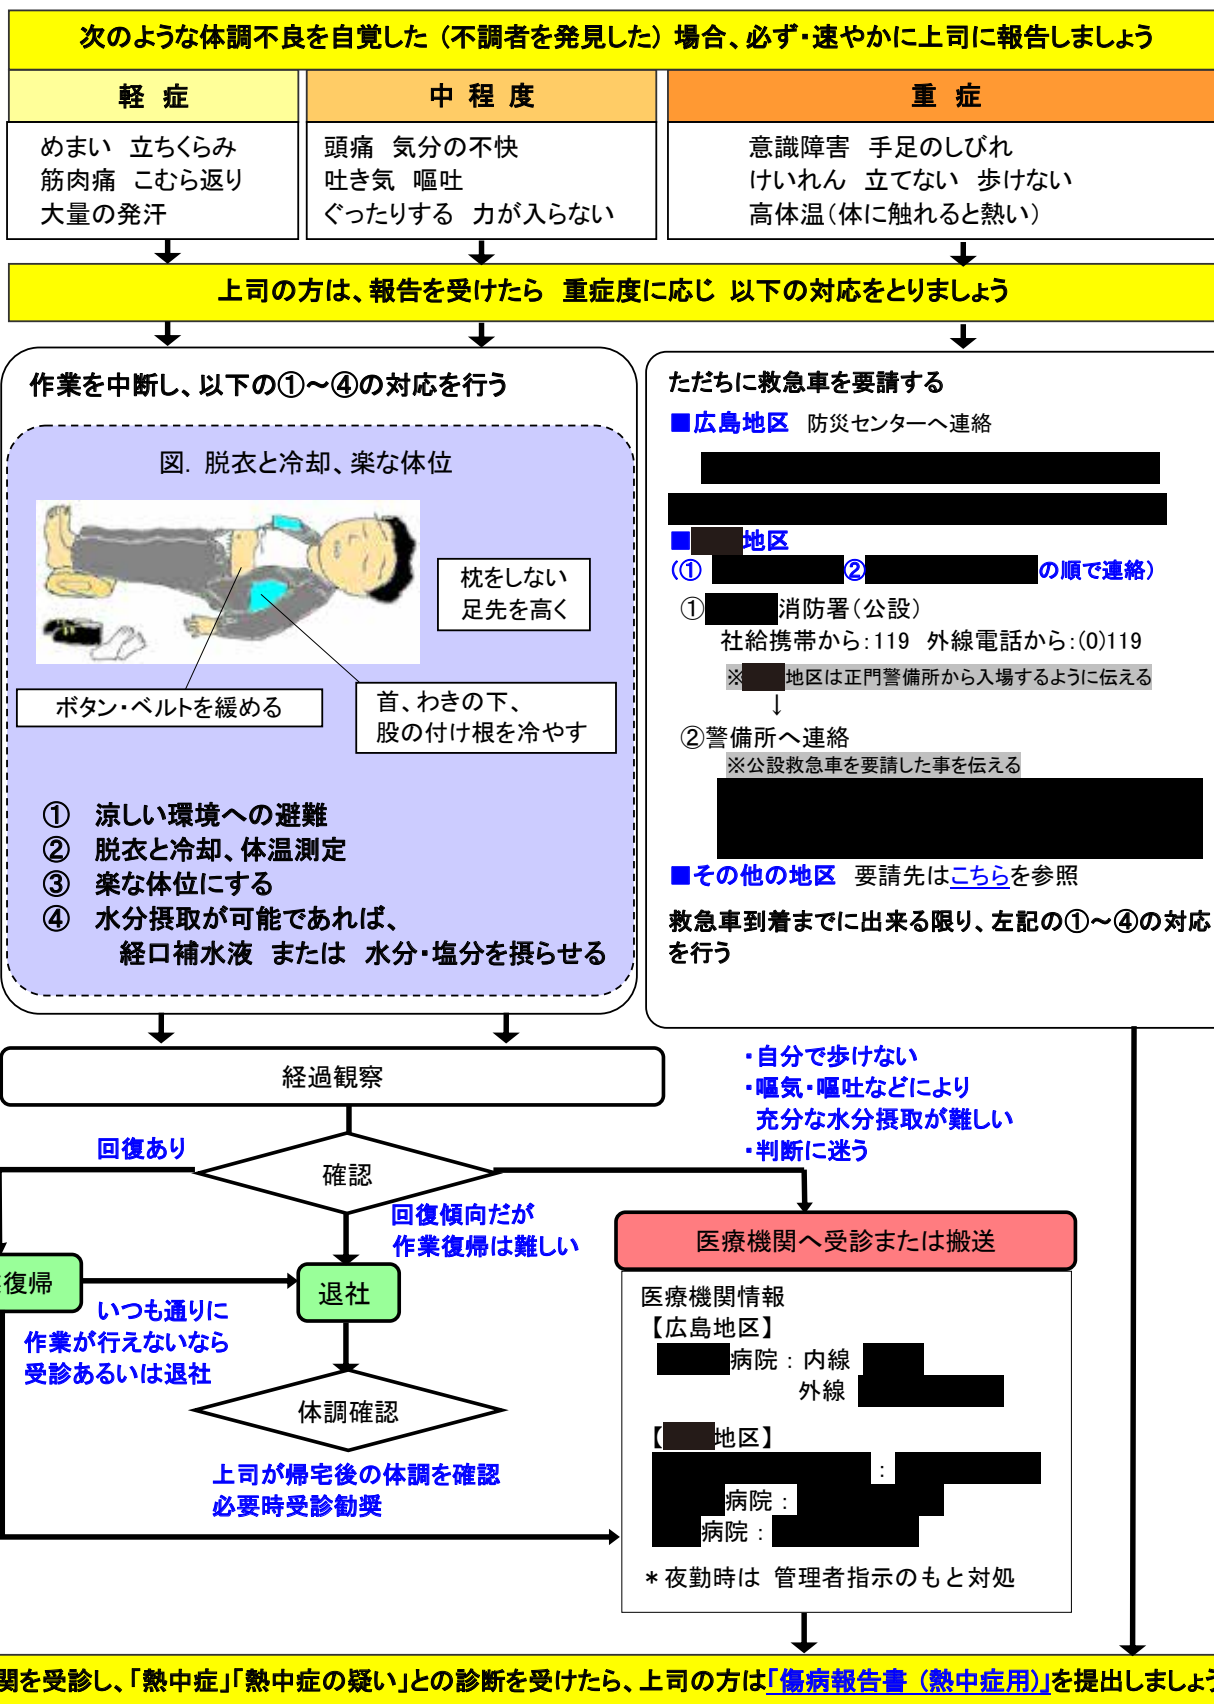 次のような体調不良を自覚した（不調者を発見した）場合、必ず・速やかに上司に報告しましょう
軽 症
めまい 立ちくらみ
筋肉痛 こむら返り
大量の発汗
中 程 度
頭痛 気分の不快
吐き気 嘔吐
ぐったりする 力が入らない
重 症
意識障害 手足のしびれ
けいれん 立てない 歩けない
高体温（体に触れると熱い）
上司の方は、報告を受けたら 重症度に応じ 以下の対応をとりましょう
作業を中断し、以下の①～④の対応を行う
図. 脱衣と冷却、楽な体位
枕をしない
足先を高く
ボタン・ベルトを緩める
首、わきの下、
股の付け根を冷やす
① 涼しい環境への避難
② 脱衣と冷却、体温測定
③ 楽な体位にする
④ 水分摂取が可能であれば、
経口補水液 または 水分・塩分を摂らせる
ただちに救急車を要請する
■広島地区 防災センターへ連絡
■地区
（① ②の順で連絡）
①消防署（公設）
社給携帯から：119 外線電話から：(0)119
※地区は正門警備所から入場するように伝える
↓
②警備所へ連絡
※公設救急車を要請した事を伝える
■その他の地区 要請先はこちらを参照
救急車到着までに出来る限り、左記の①～④の対応
を行う
経過観察
・自分で歩けない
・嘔気・嘔吐などにより
充分な水分摂取が難しい
・判断に迷う
回復あり
確認
回復傾向だが
作業復帰は難しい
医療機関へ受診または搬送
復帰
退社
いつも通りに
作業が行えないなら
受診あるいは退社
体調確認
上司が帰宅後の体調を確認
必要時受診勧奨
医療機関情報
【広島地区】
病院：内線
外線
【地区】
：
病院：
病院：
＊夜勤時は 管理者指示のもと対処
関を受診し、「熱中症」「熱中症の疑い」との診断を受けたら、上司の方は「傷病報告書（熱中症用）」を提出しましょう